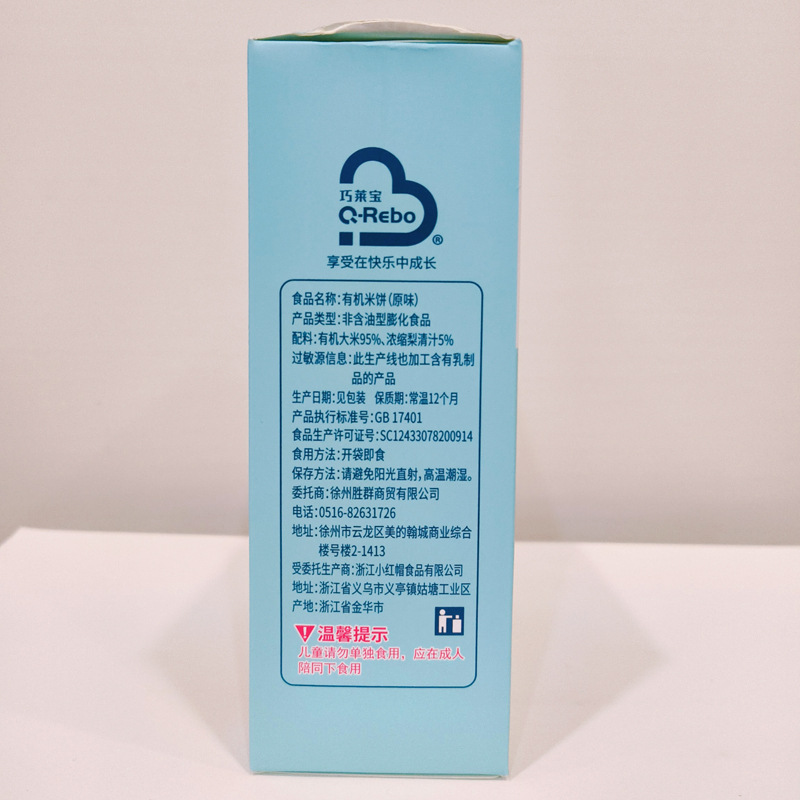 巧莱宝
Q-Rebo
®
享受在快乐中成长
食品名称：有机米饼（原味）
产品类型：非含油型膨化食品
配料：有机大米95%、浓缩梨清汁5%
过敏源信息：此生产线也加工含有乳制
品的产品
生产日期：见包装 保质期：常温12个月
产品执行标准号：GB 17401
食品生产许可证号：SC12433078200914
食用方法：开袋即食
保存方法：请避免阳光直射，高温潮湿。
委托商：徐州胜群商贸有限公司
电话：0516-82631726
地址：徐州市云龙区美的翰城商业综合
楼号楼2-1413
受委托生产商：浙江小红帽食品有限公司
地址：浙江省义乌市义亭镇姑塘工业区
产地：浙江省金华市
温馨提示
儿童请勿单独食用，应在成人
陪同下食用